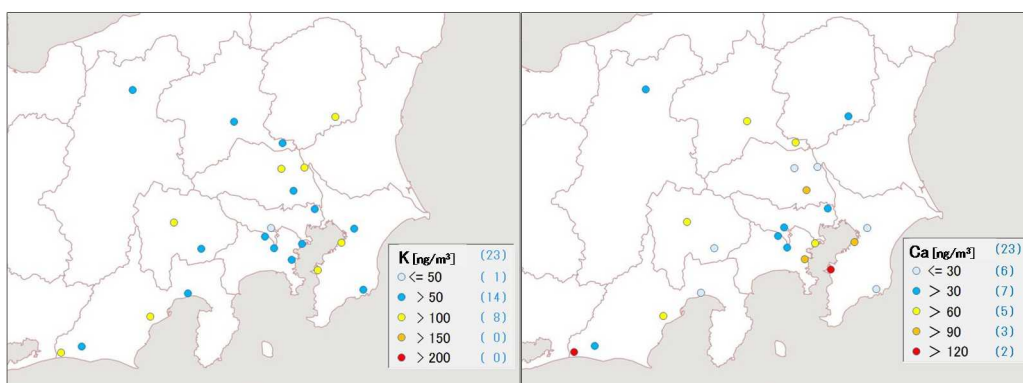 K [ng/m³] (23)
<= 50 ( 1)
> 50 (14)
> 100 ( 8)
> 150 ( 0)
> 200 ( 0)
Ca [ng/m³] (23)
<= 30 (6)
> 30 (7)
> 60 (5)
> 90 (3)
> 120 (2)